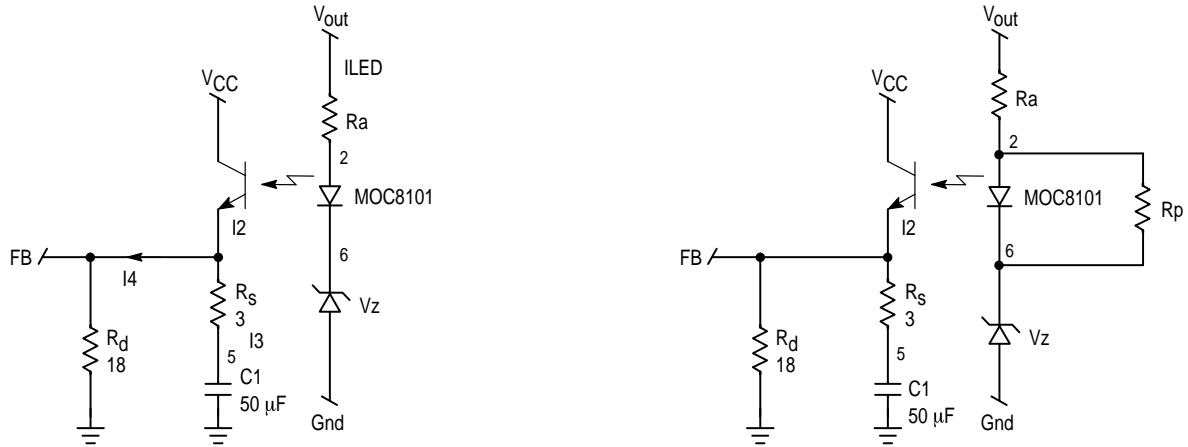 Vout
ILED
VCC
Ra
2
MOC8101
I2
6
FB
I4
Rs
3
I3
Vz
Rd
18
5
C1
50 µF
Gnd
Vout
VCC
Ra
2
MOC8101
Rp
I2
6
FB
Rs
3
Vz
Rd
18
5
C1
50 µF
Gnd